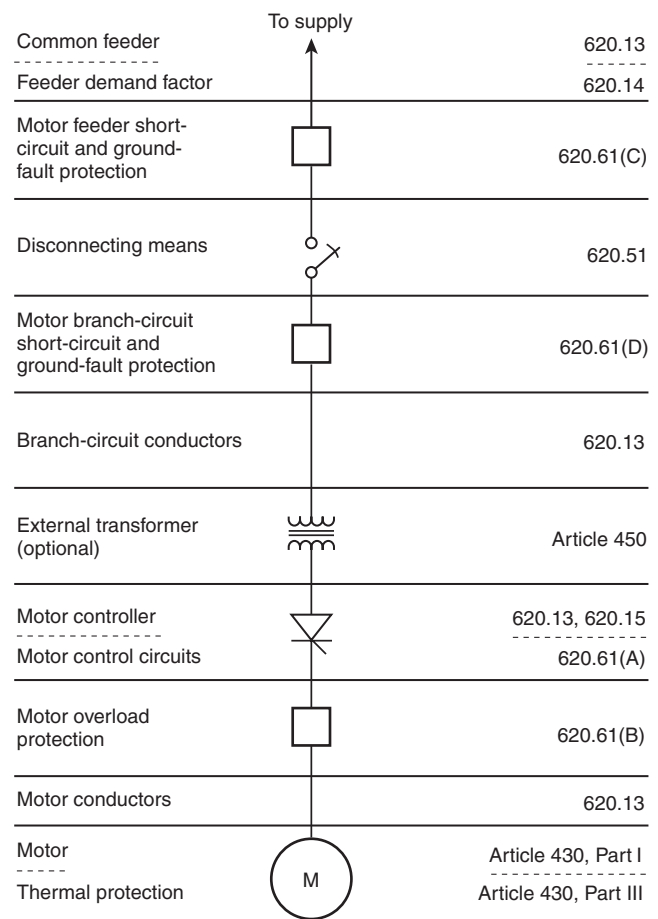 To supply
Common feeder 620.13
Feeder demand factor 620.14
Motor feeder short-
circuit and ground-
fault protection 620.61(C)
Disconnecting means 620.51
Motor branch-circuit
short-circuit and
ground-fault protection 620.61(D)
Branch-circuit conductors 620.13
External transformer
(optional) Article 450
Motor controller 620.13, 620.15
Motor control circuits 620.61(A)
Motor overload
protection 620.61(B)
Motor conductors 620.13
Motor Article 430, Part I
M
Thermal protection Article 430, Part III